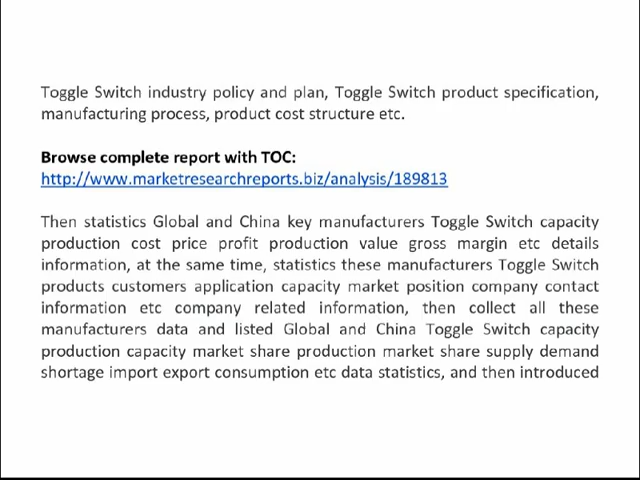 Toggle Switch industry policy and plan, Toggle Switch product specification,
manufacturing process, product cost structure etc.
Browse complete report with TOC:
http://www.marketresearchreports.biz/analysis/189813
Then statistics Global and China key manufacturers Toggle Switch capacity
production cost price profit production value gross margin etc details
information, at the same time, statistics these manufacturers Toggle Switch
products customers application capacity market position company contact
information etc company related information, then collect all these
manufacturers data and listed Global and China Toggle Switch capacity
production capacity market share production market share supply demand
shortage import export consumption etc data statistics, and then introduced